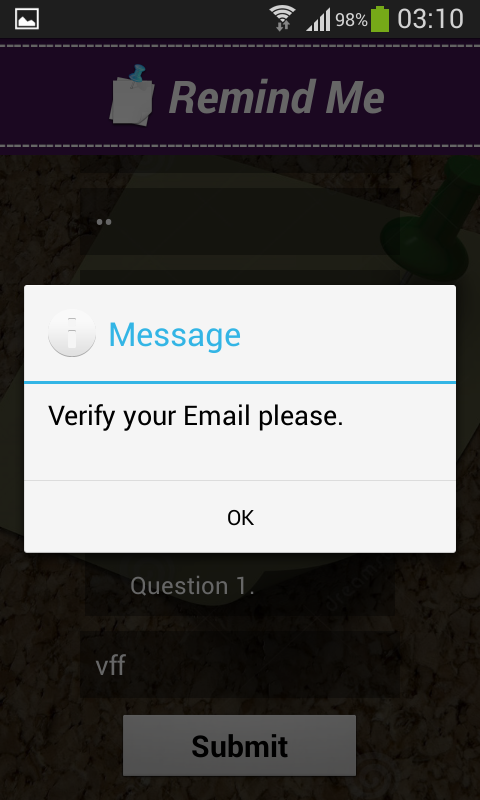 98% 03:10
Remind Me
••
Message
Verify your Email please.
OK
Question 1.
vff
Submit